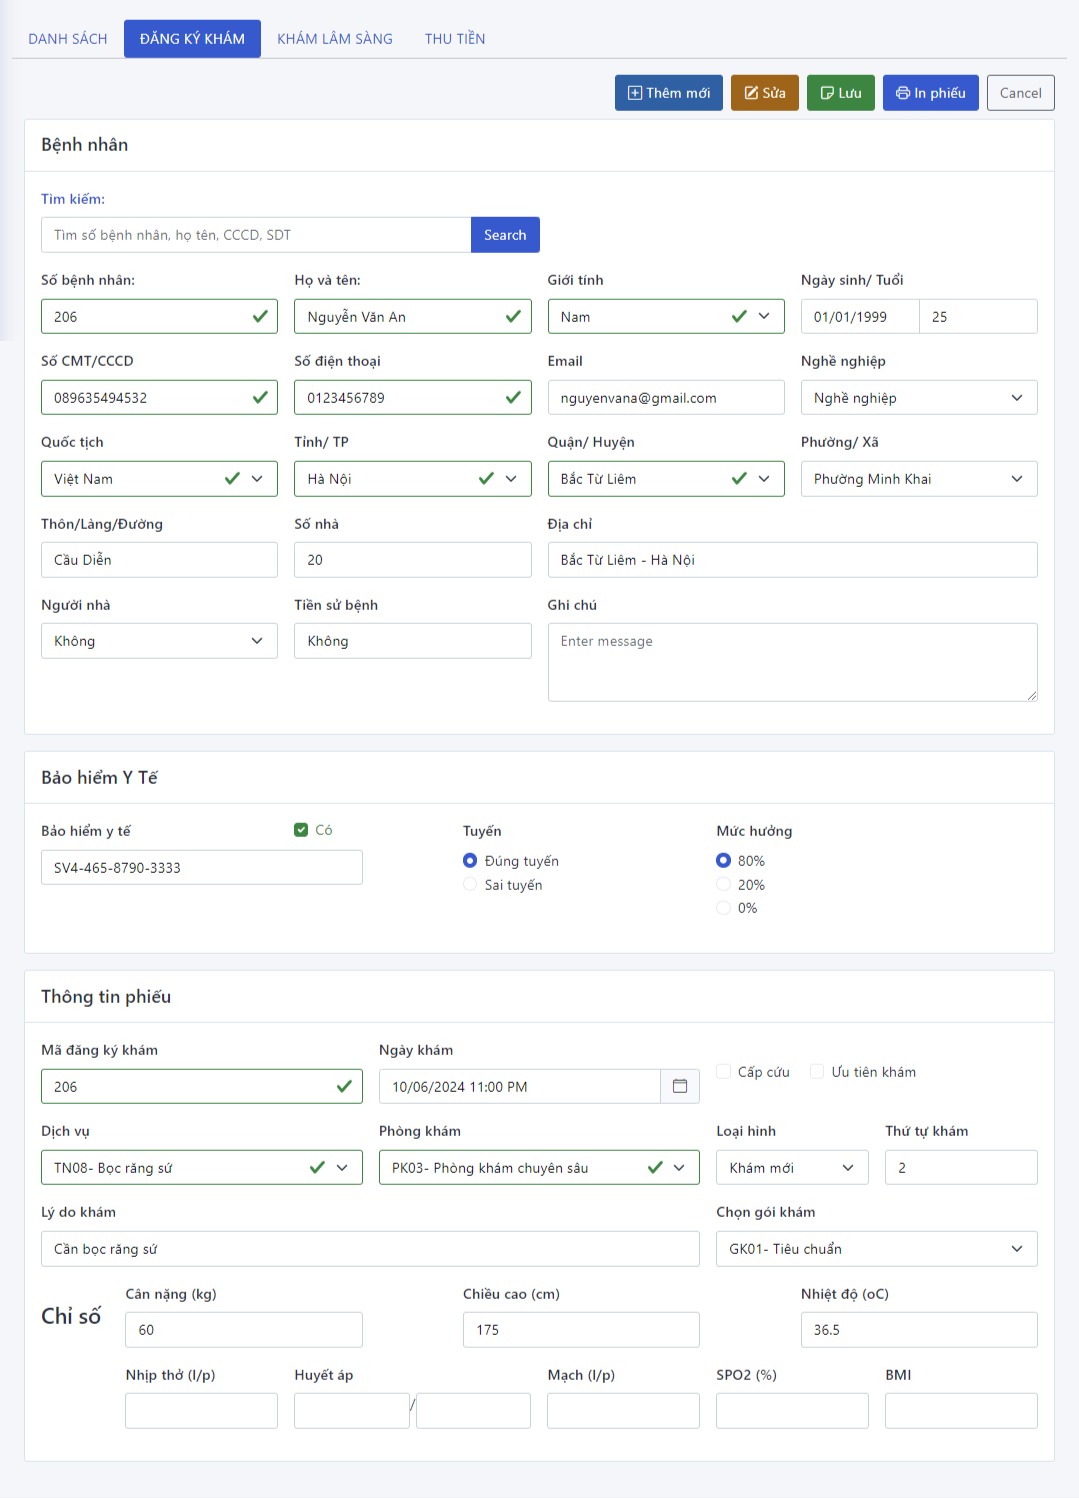 DANH SÁCH ĐĂNG KÝ KHÁM KHÁM LÂM SÀNG THU TIỀN
Thêm mới Sửa Lưu In phiếu Cancel
Bệnh nhân
Tìm kiếm:
Tìm số bệnh nhân, họ tên, CCCD, SDT Search
Số bệnh nhân: Họ và tên: Giới tính Ngày sinh/ Tuổi
206 Nguyễn Văn An Nam 01/01/1999 25
Số CMT/CCCD Số điện thoại Email Nghề nghiệp
089635494532 0123456789 nguyenvana@gmail.com Nghề nghiệp
Quốc tịch Tỉnh/ TP Quận/ Huyện Phường/ Xã
Việt Nam Hà Nội Bắc Từ Liêm Phường Minh Khai
Thôn/Làng/Đường Số nhà Địa chỉ
Cầu Diễn 20 Bắc Từ Liêm - Hà Nội
Người nhà Tiền sử bệnh Ghi chú
Không Không Enter message
Bảo hiểm Y Tế
Bảo hiểm y tế Có Tuyến Mức hưởng
SV4-465-8790-3333 Đúng tuyến 80%
Sai tuyến 20%
0%
Thông tin phiếu
Mã đăng ký khám Ngày khám
206 10/06/2024 11:00 PM Cấp cứu Ưu tiên khám
Dịch vụ Phòng khám Loại hình Thứ tự khám
TN08- Bọc răng sứ PK03- Phòng khám chuyên sâu Khám mới 2
Lý do khám Chọn gói khám
Cần bọc răng sứ GK01- Tiêu chuẩn
Chỉ số Cân nặng (kg) Chiều cao (cm) Nhiệt độ (oC)
60 175 36.5
Nhịp thở (l/p) Huyết áp Mạch (l/p) SPO2 (%) BMI
/